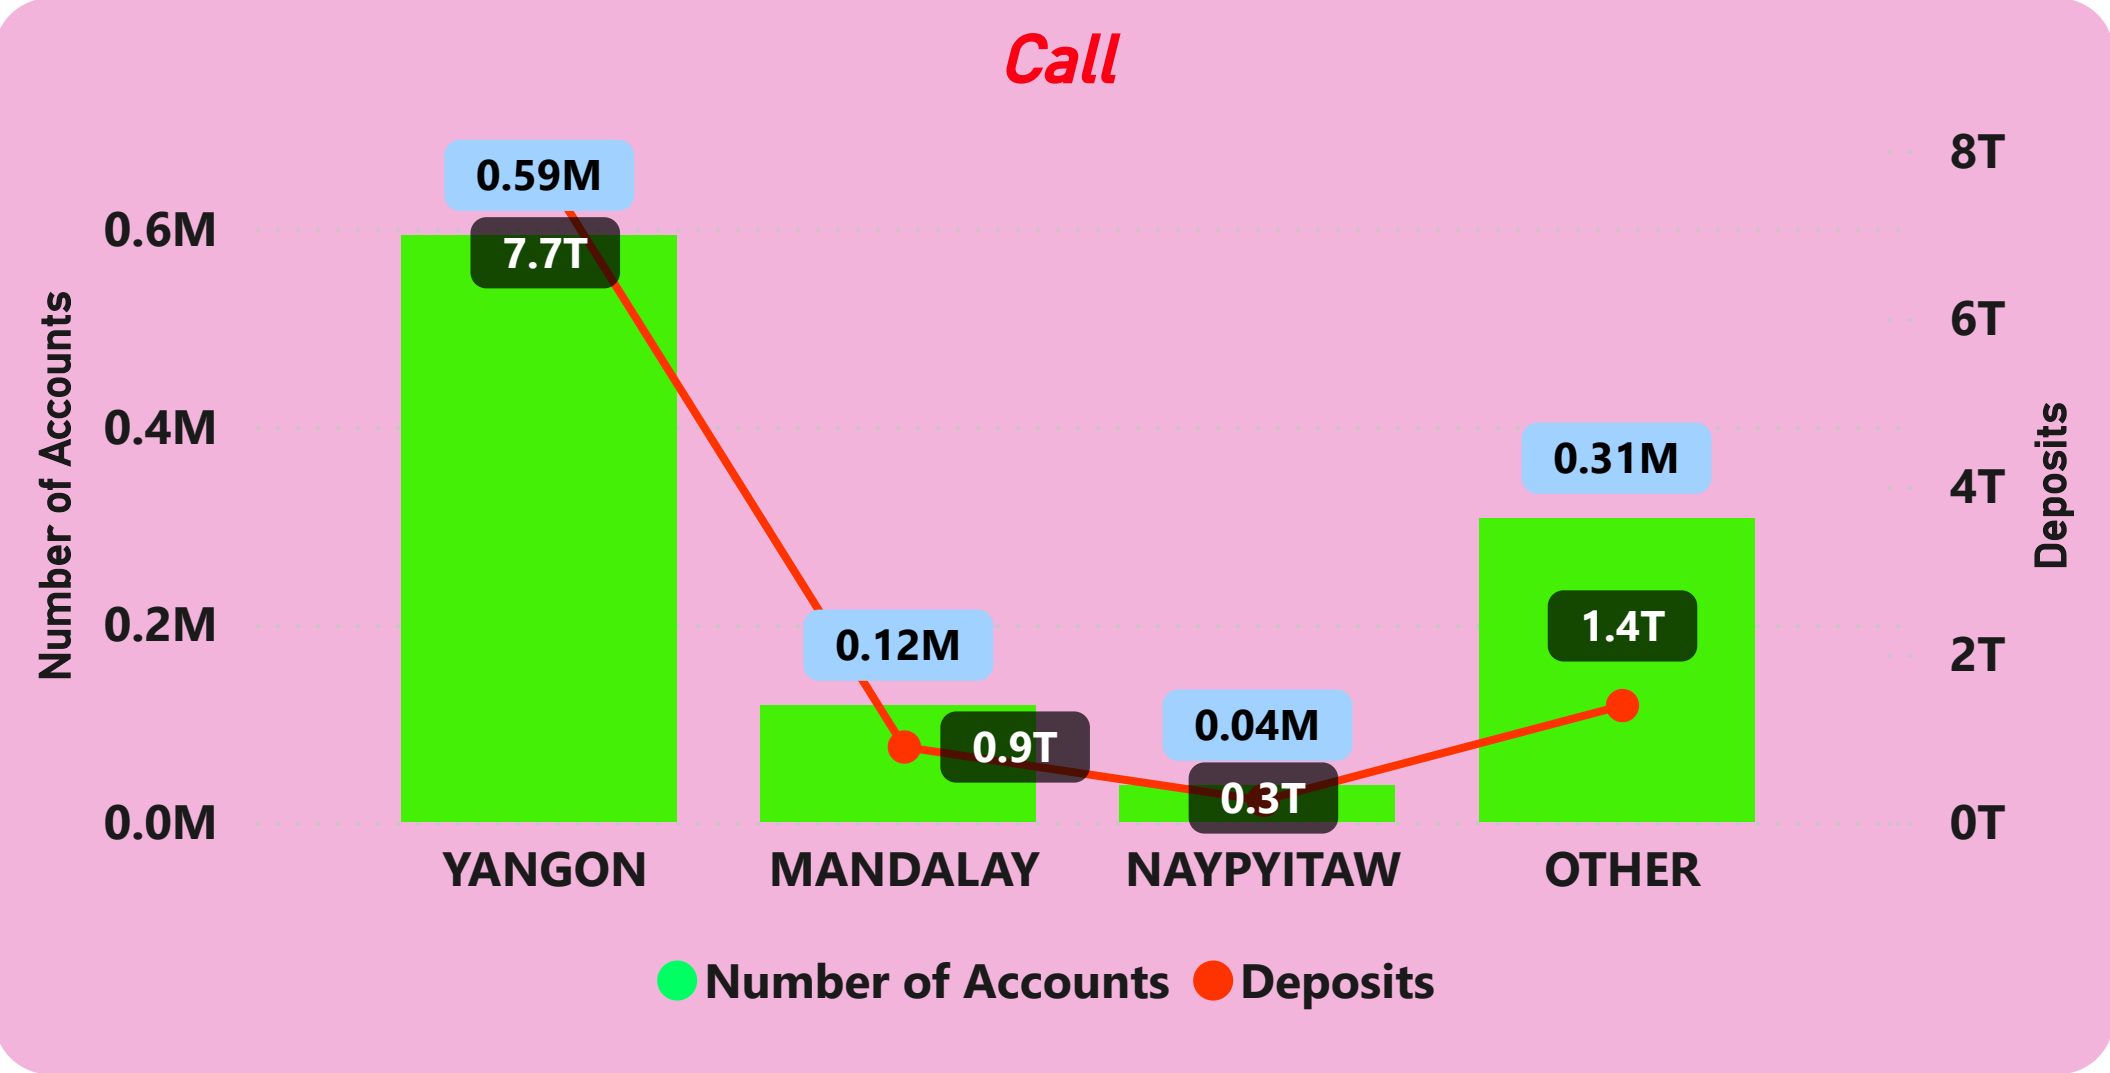 Call
Number of Accounts
0.6M
0.4M
0.2M
0.0M
0.59M
7.7T
0.12M
0.9T
0.04M
0.3T
0.31M
1.4T
8T
6T
4T
2T
0T
Deposits
YANGON
MANDALAY
NAYPYITAW
OTHER
Number of Accounts
Deposits